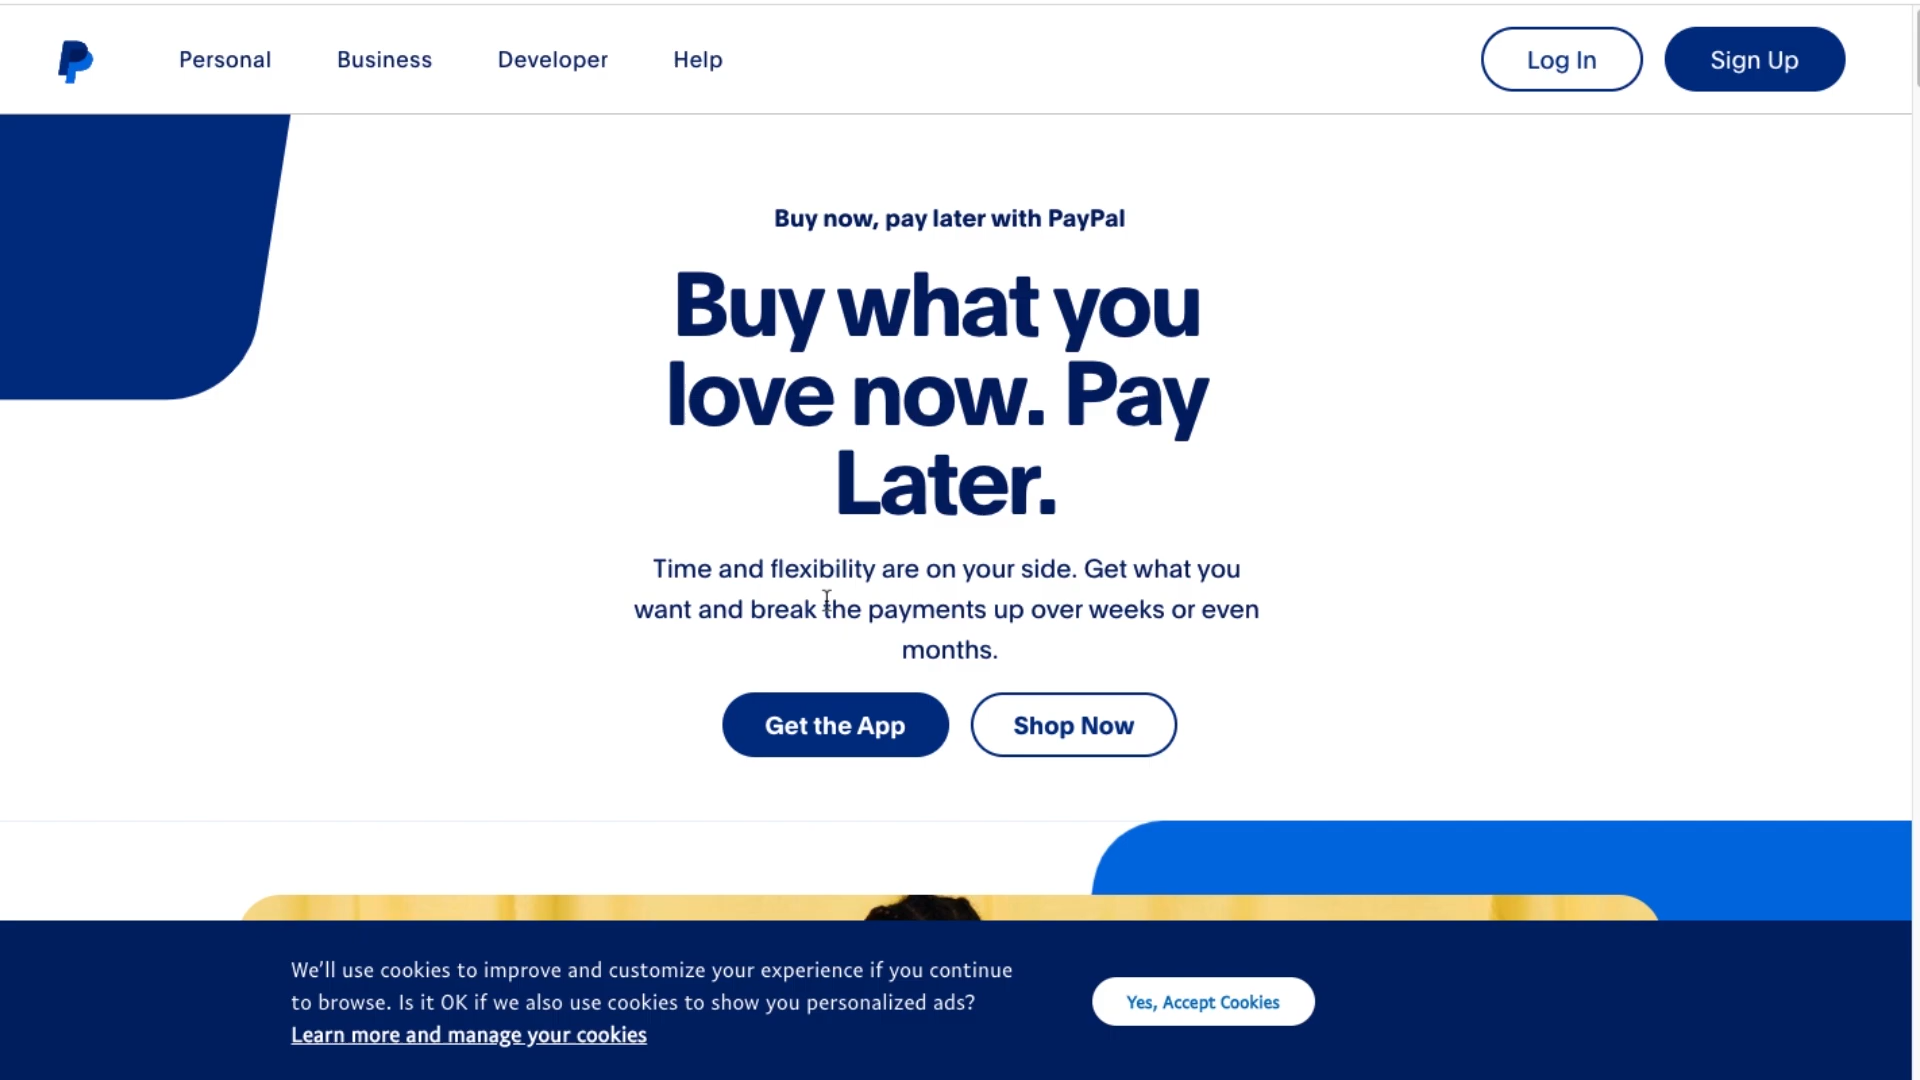 Personal Business Developer Help Log In Sign Up
Buy now, pay later with PayPal
Buy what you
love now. Pay
Later.
Time and flexibility are on your side. Get what you
want and break the payments up over weeks or even
months.
Get the App Shop Now
We’ll use cookies to improve and customize your experience if you continue
to browse. Is it OK if we also use cookies to show you personalized ads?
Learn more and manage your cookies
Yes, Accept Cookies